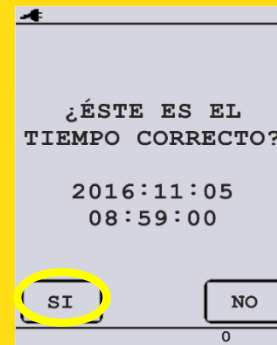 ¿ÉSTE ES EL
TIEMPO CORRECTO?
2016:11:05
08:59:00
SI
NO
0